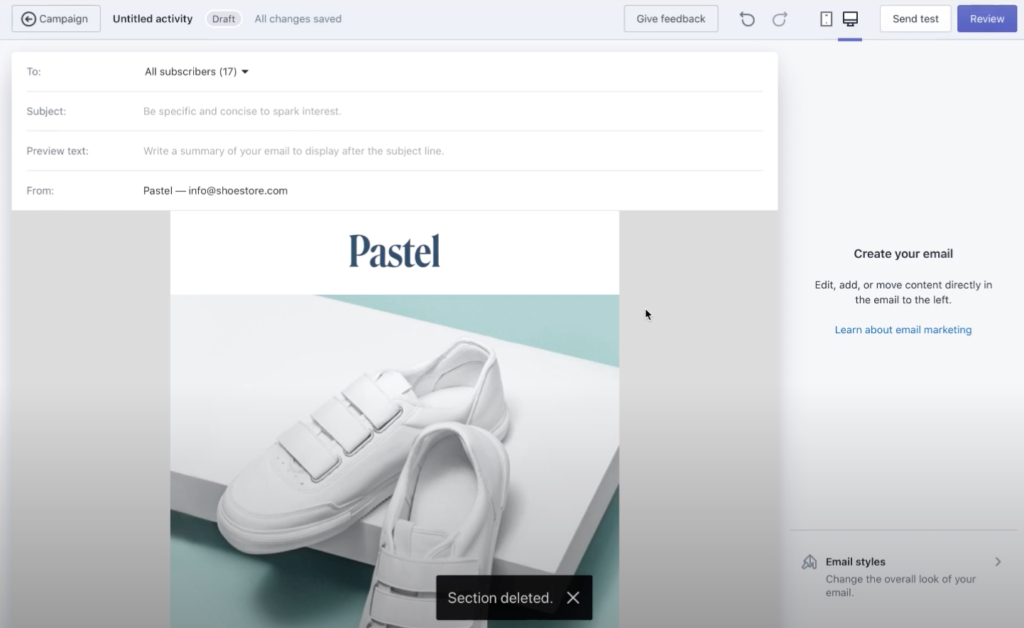 Campaign Untitled activity Draft All changes saved Give feedback Send test Review
To: All subscribers (17)
Subject: Be specific and concise to spark interest.
Preview text: Write a summary of your email to display after the subject line.
From: Pastel — info@shoestore.com
Pastel
Create your email
Edit, add, or move content directly in
the email to the left.
Learn about email marketing
Email styles
Change the overall look of your
email.
Section deleted.